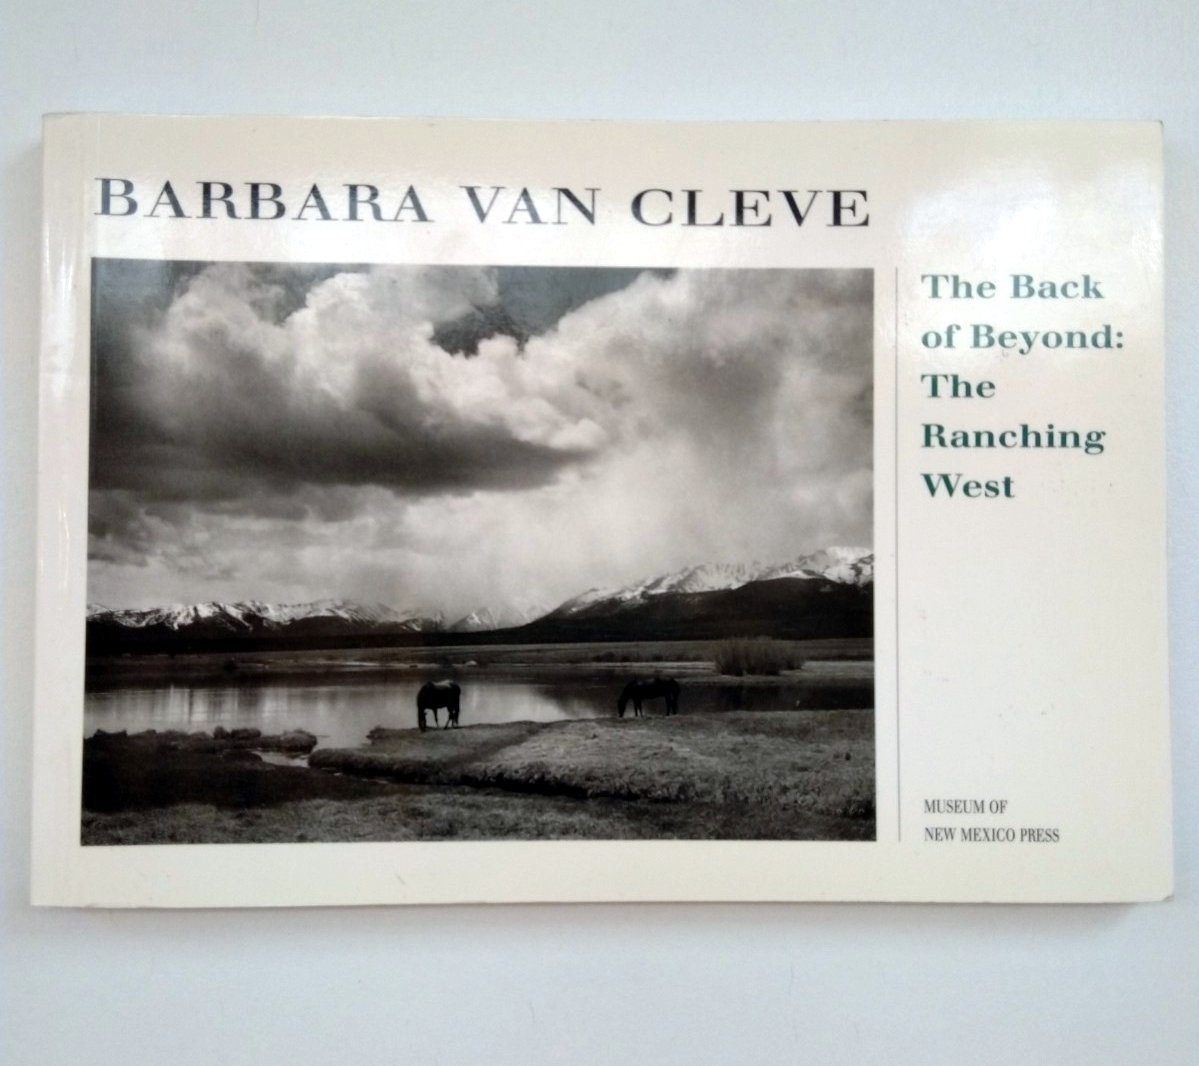 BARBARA VAN CLEVE
The Back
of Beyond:
The
Ranching
West
MUSEUM OF
NEW MEXICO PRESS